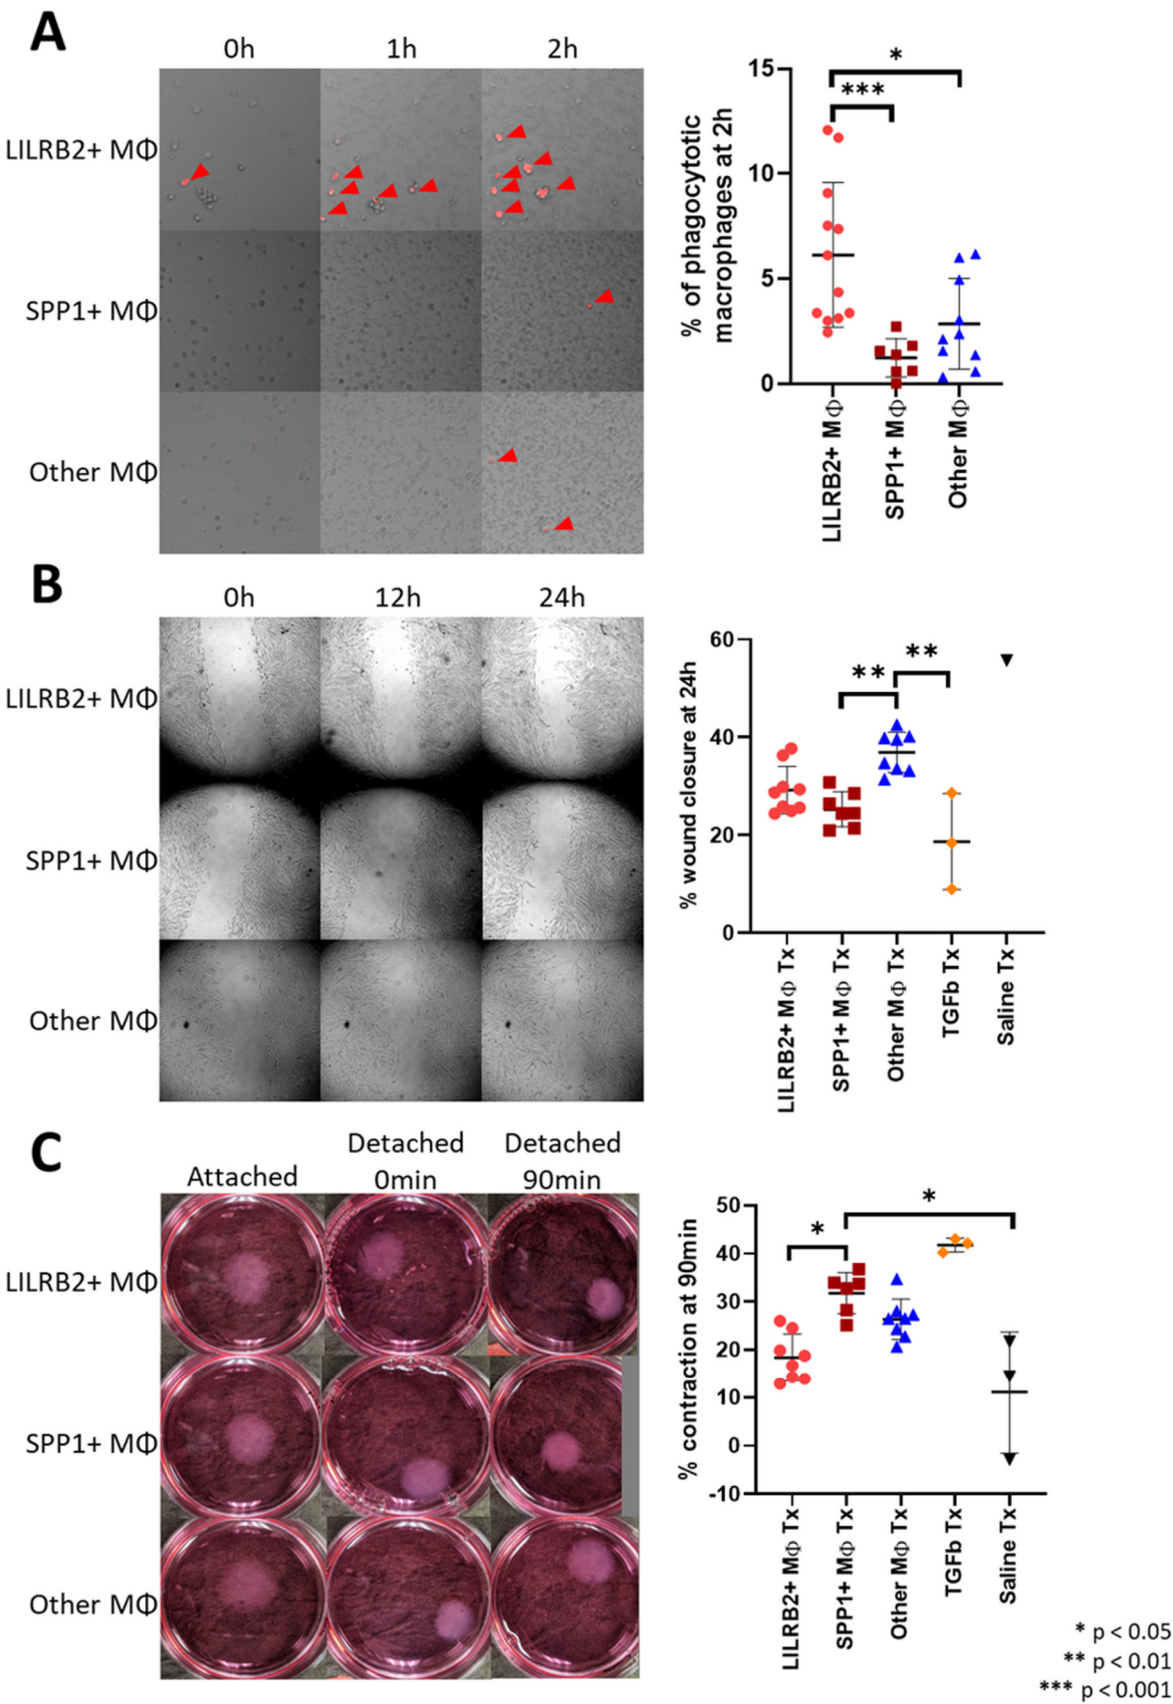 A
0h 1h 2h
LILRB2+ MΦ
SPP1+ MΦ
Other MΦ
% of phagocytotic
macrophages at 2h
15
10
5
0
*
***
LILRB2+ MΦ
SPP1+ MΦ
Other MΦ
B
0h 12h 24h
LILRB2+ MΦ
SPP1+ MΦ
Other MΦ
% wound closure at 24h
60
40
20
0
**
**
LILRB2+ MΦ Tx
SPP1+ MΦ Tx
Other MΦ Tx
TGFb Tx
Saline Tx
C
Attached
Detached
0min
Detached
90min
LILRB2+ MΦ
SPP1+ MΦ
Other MΦ
% contraction at 90min
50
40
30
20
10
0
-10
*
*
LILRB2+ MΦ Tx
SPP1+ MΦ Tx
Other MΦ Tx
TGFb Tx
Saline Tx
* p < 0.05
** p < 0.01
*** p < 0.001